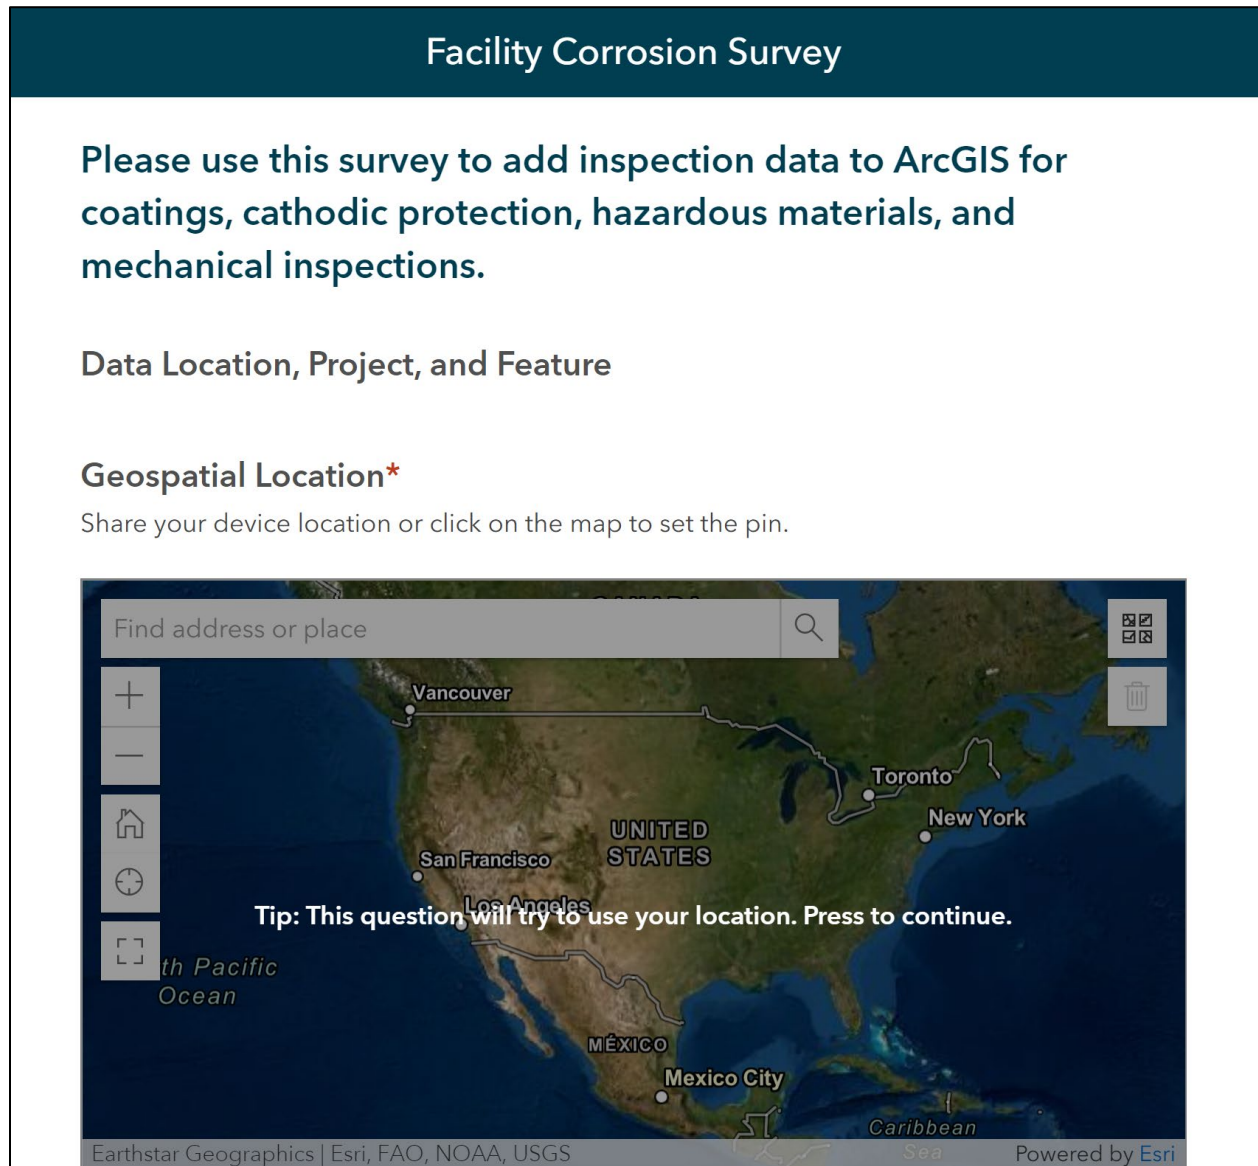 Facility Corrosion Survey
Please use this survey to add inspection data to ArcGIS for
coatings, cathodic protection, hazardous materials, and
mechanical inspections.
Data Location, Project, and Feature
Geospatial Location*
Share your device location or click on the map to set the pin.
Find address or place
Vancouver
Toronto
New York
UNITED
STATES
San Francisco
Los Angeles
Tip: This question will try to use your location. Press to continue.
th Pacific
Ocean
MÉXICO
Mexico City
Caribbean
Sea
Earthstar Geographics | Esri, FAO, NOAA, USGS
Powered by Esri